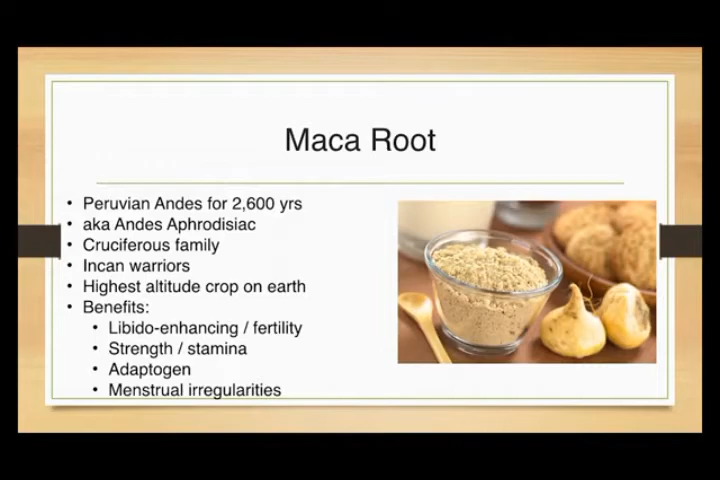 Maca Root
• Peruvian Andes for 2,600 yrs
• aka Andes Aphrodisiac
• Cruciferous family
• Incan warriors
• Highest altitude crop on earth
• Benefits:
• Libido-enhancing / fertility
• Strength / stamina
• Adaptogen
• Menstrual irregularities